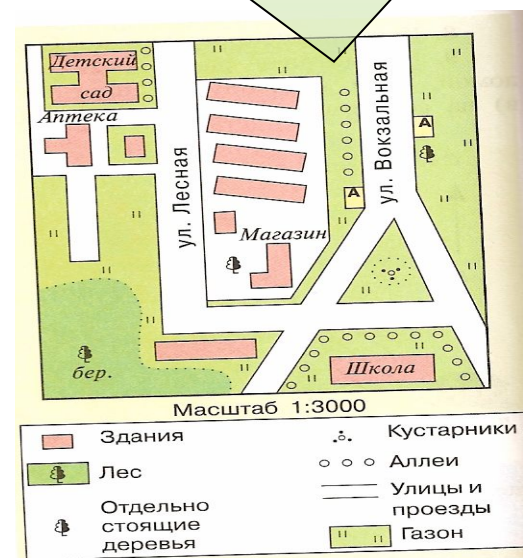 Детский
сад
Аптека
ул. Лесная
Магазин
ул. Вокзальная
А
А
бер.
Школа
Масштаб 1:3000
Здания
Лес
Отдельно
стоящие
деревья
Кустарники
Аллеи
Улицы и
проезды
Газон